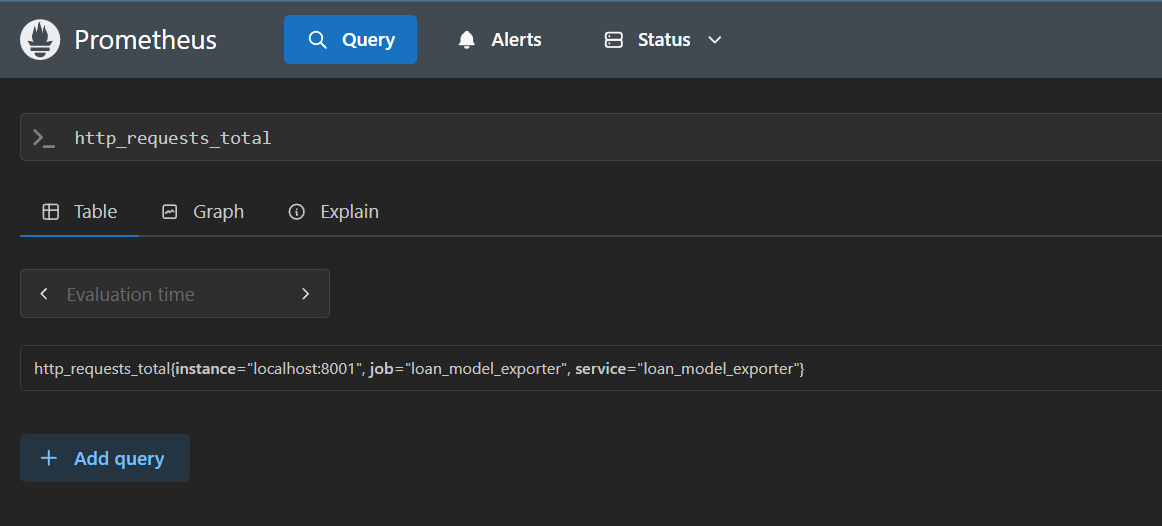 Prometheus Query Alerts Status
http_requests_total
Table Graph Explain
Evaluation time
http_requests_total{instance="localhost:8001", job="loan_model_exporter", service="loan_model_exporter"}
Add query